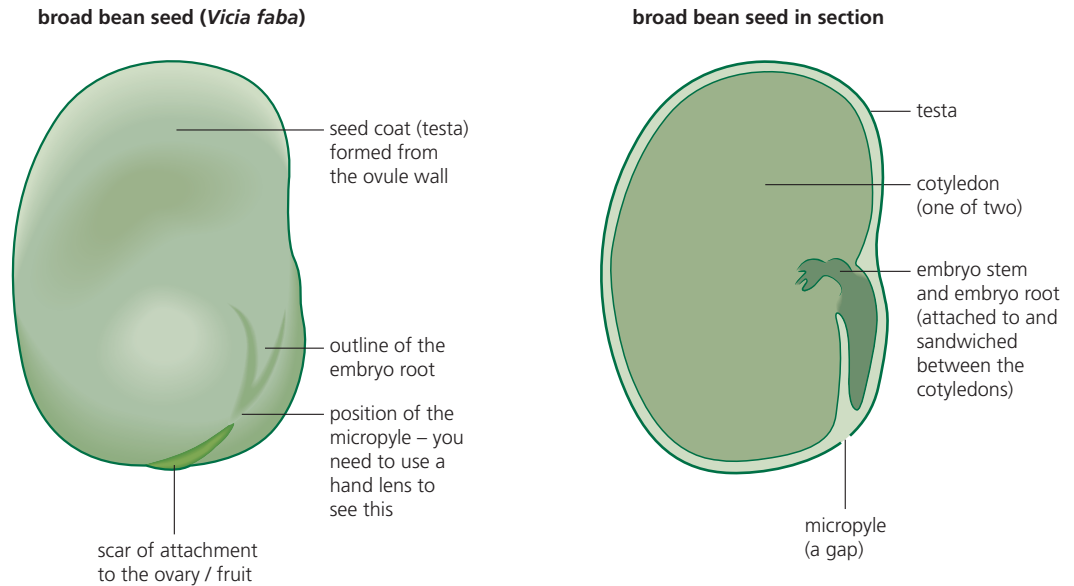 broad bean seed (Vicia faba)
seed coat (testa)
formed from
the ovule wall
outline of the
embryo root
position of the
micropyle – you
need to use a
hand lens to
see this
scar of attachment
to the ovary / fruit
broad bean seed in section
testa
cotyledon
(one of two)
embryo stem
and embryo root
(attached to and
sandwiched
between the
cotyledons)
micropyle
(a gap)